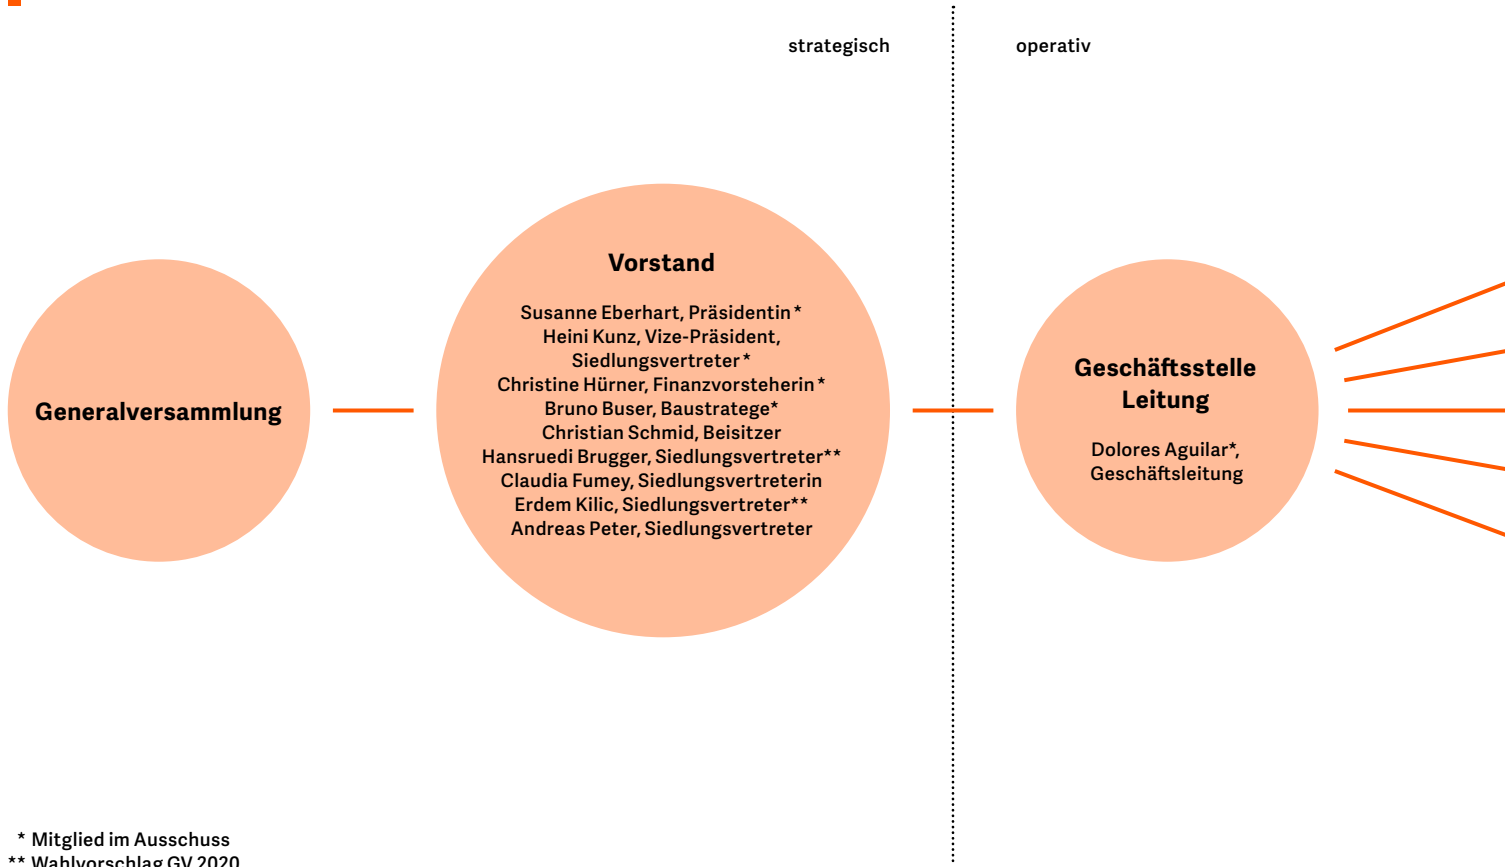 strategisch
operativ
Generalversammlung
Vorstand
Susanne Eberhart, Präsidentin*
Heini Kunz, Vize-Präsident,
Siedlungsvertreter*
Christine Hürner, Finanzvorsteherin*
Bruno Buser, Baustratege*
Christian Schmid, Beisitzer
Hansruedi Brugger, Siedlungsvertreter**
Claudia Fumey, Siedlungsvertreterin
Erdem Kilic, Siedlungsvertreter**
Andreas Peter, Siedlungsvertreter
Geschäftsstelle
Leitung
Dolores Aguilar*,
Geschäftsleitung
* Mitglied im Ausschuss
** Wahlvorschlag GV 2020